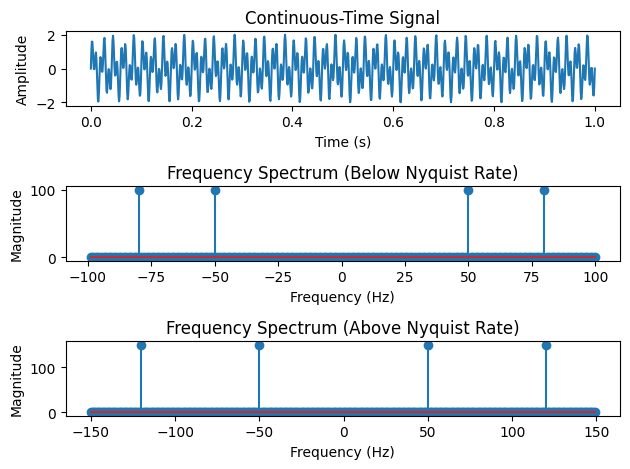 Continuous-Time Signal
2
0
−2
Amplitude
0.0 0.2 0.4 0.6 0.8 1.0
Time (s)
Frequency Spectrum (Below Nyquist Rate)
100
0
Magnitude
−100 −75 −50 −25 0 25 50 75 100
Frequency (Hz)
Frequency Spectrum (Above Nyquist Rate)
100
0
Magnitude
−150 −100 −50 0 50 100 150
Frequency (Hz)